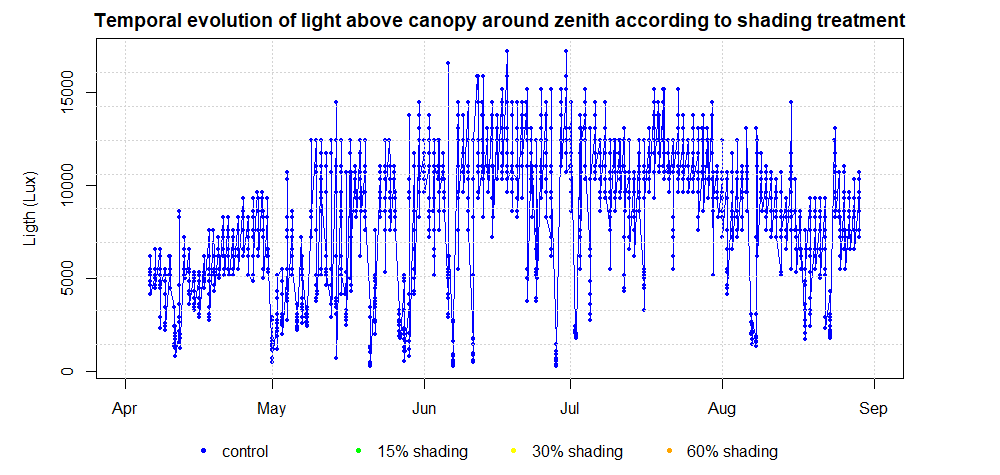 Temporal evolution of light above canopy around zenith according to shading treatment
Ligth (Lux)
15000
10000
5000
0
Apr May Jun Jul Aug Sep
control 15% shading 30% shading 60% shading